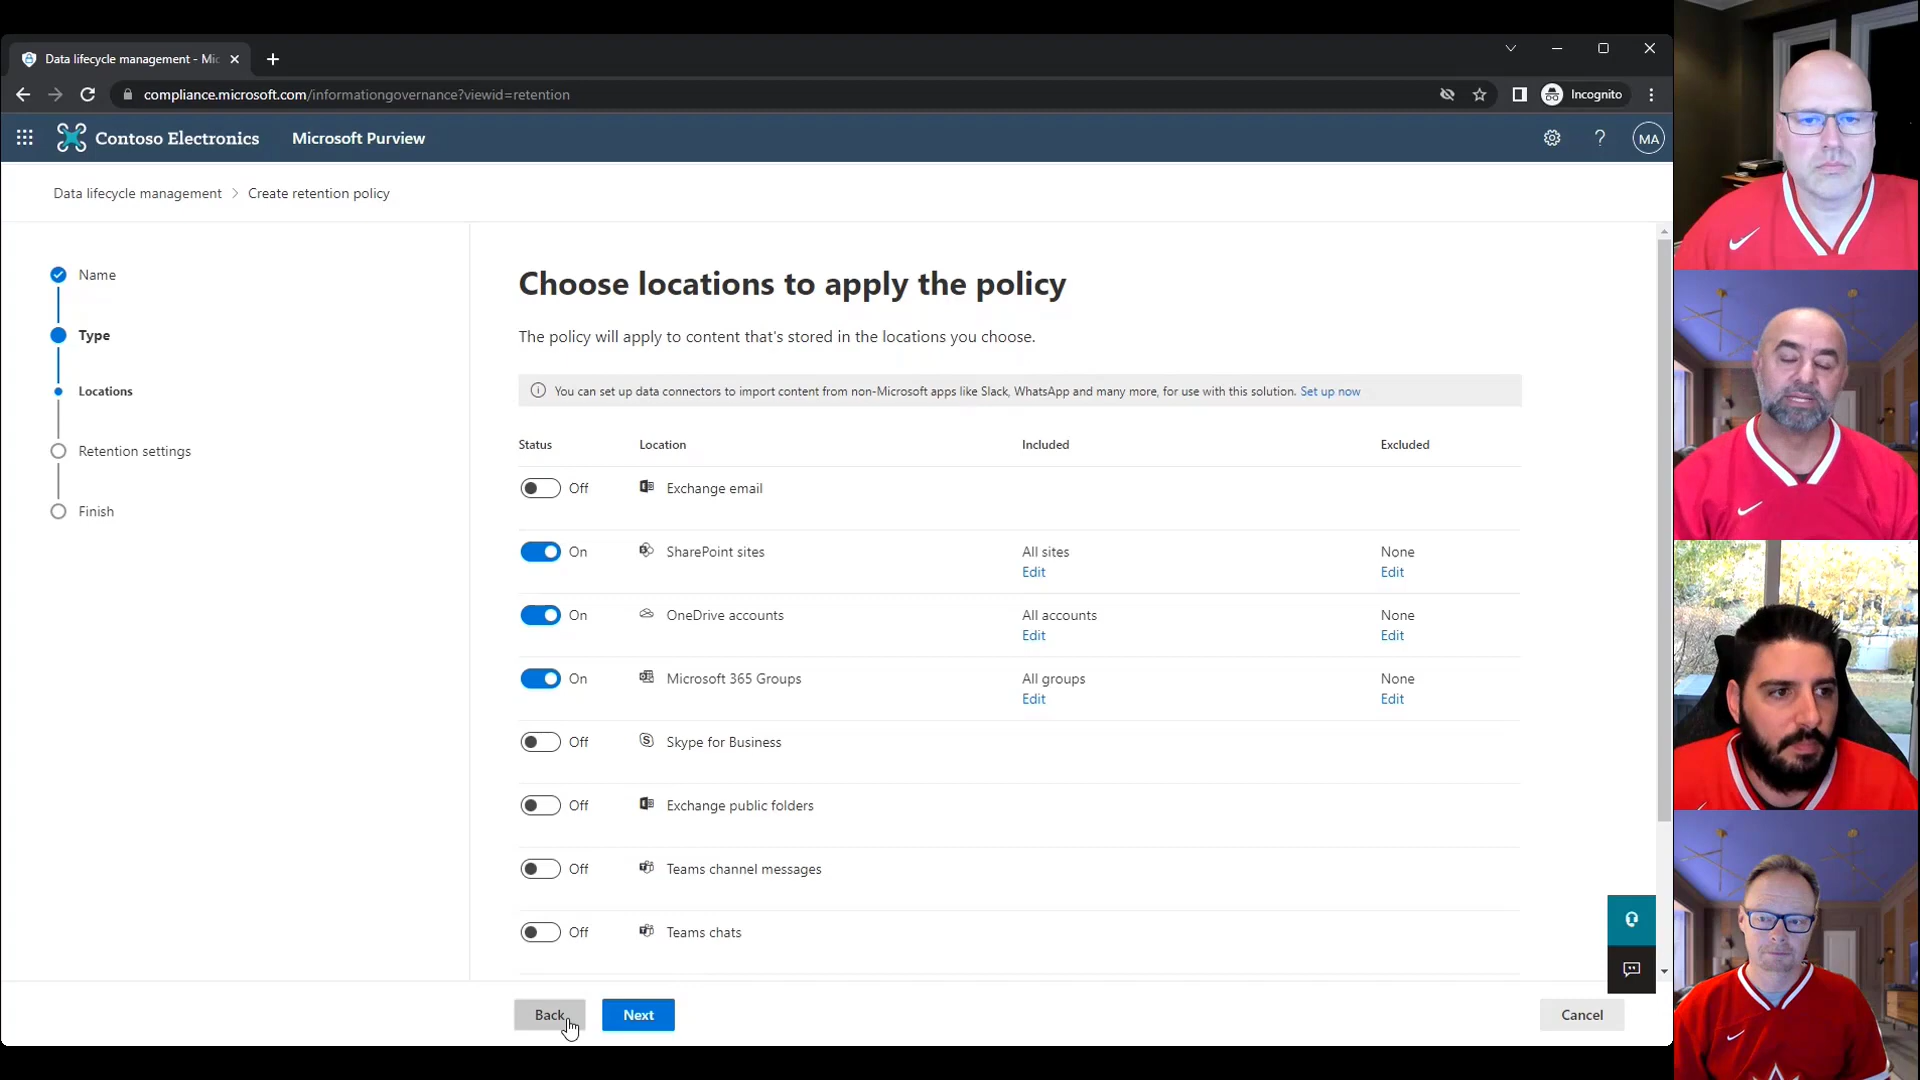 Data lifecycle management - Mic
compliance.microsoft.com/informationgovernance?viewid=retention
Incognito
Contoso Electronics
Microsoft Purview
?
MA
Data lifecycle management > Create retention policy
Name
Type
Locations
Retention settings
Finish
Choose locations to apply the policy
The policy will apply to content that's stored in the locations you choose.
You can set up data connectors to import content from non-Microsoft apps like Slack, WhatsApp and many more, for use with this solution. Set up now
Status Location Included Excluded
Off Exchange email
On SharePoint sites All sites None
Edit Edit
On OneDrive accounts All accounts None
Edit Edit
On Microsoft 365 Groups All groups None
Edit Edit
Off Skype for Business
Off Exchange public folders
Off Teams channel messages
Off Teams chats
Back Next Cancel